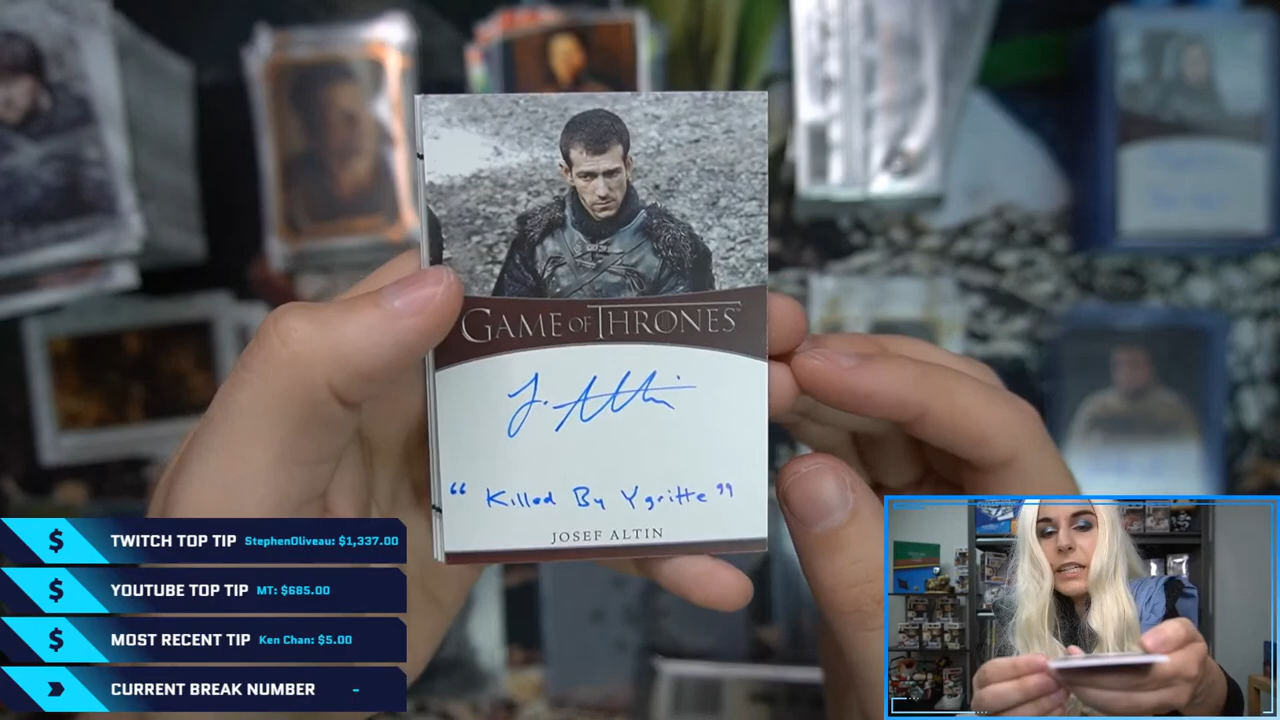 GAME OF THRONES
J. Altin
“ Killed By Ygritte ”
JOSEF ALTIN
TWITCH TOP TIP StephenOliveau: $1,337.00
YOUTUBE TOP TIP MT: $685.00
MOST RECENT TIP Ken Chan: $5.00
CURRENT BREAK NUMBER -